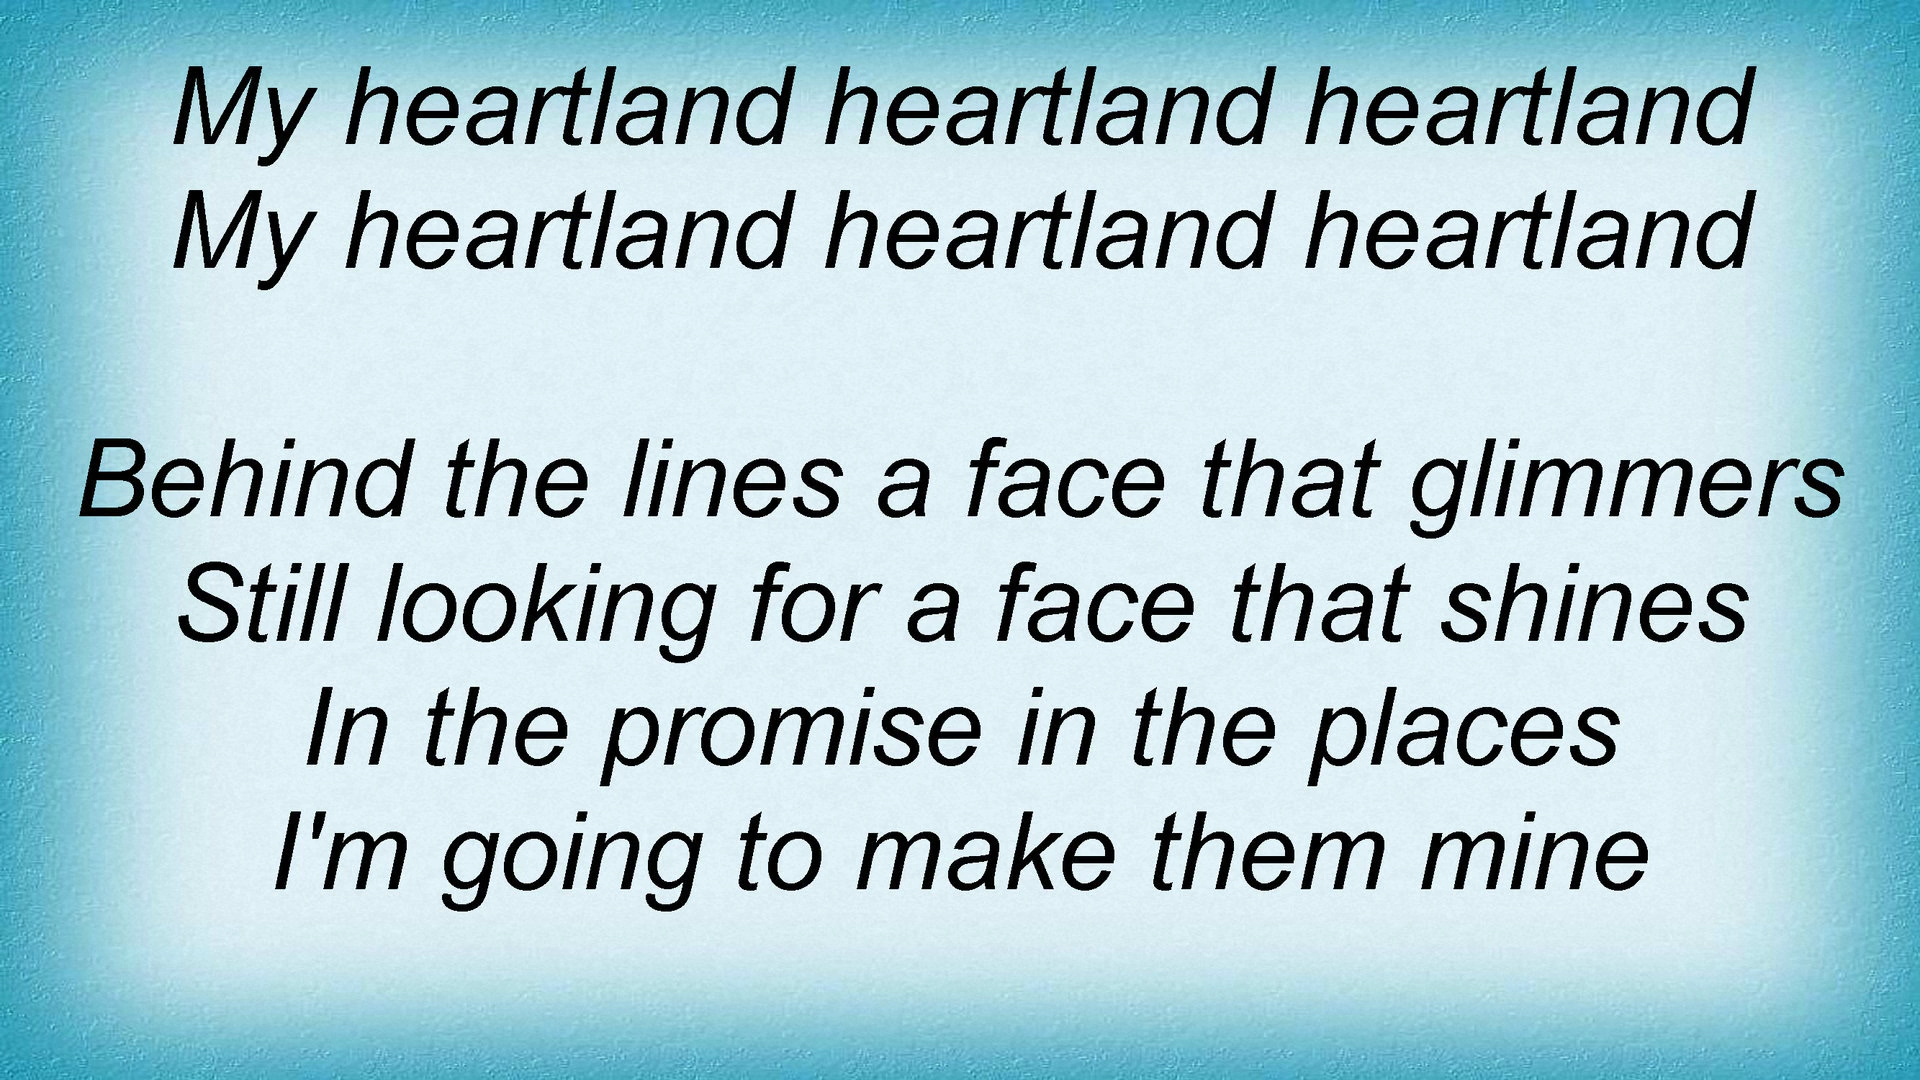 My heartland heartland heartland
My heartland heartland heartland
Behind the lines a face that glimmers
Still looking for a face that shines
In the promise in the places
I'm going to make them mine